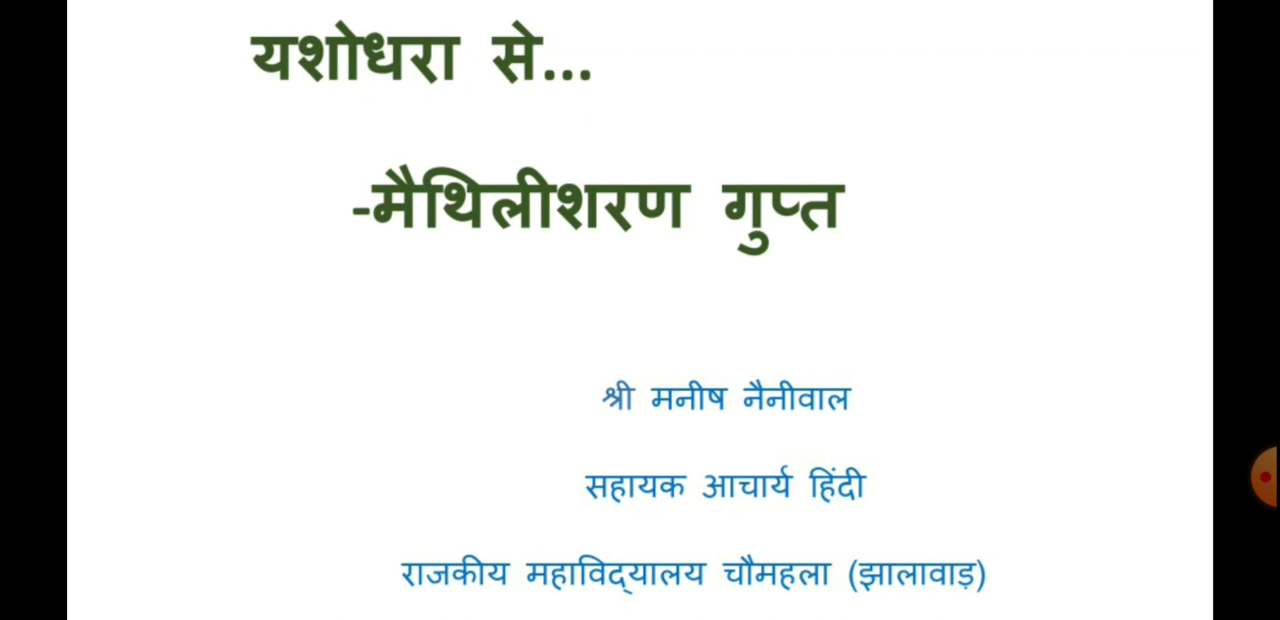 यशोधरा से...
-मैथिलीशरण गुप्त
श्री मनीष नैनीवाल
सहायक आचार्य हिंदी
राजकीय महाविद्यालय चौमहला (झालावाड़)